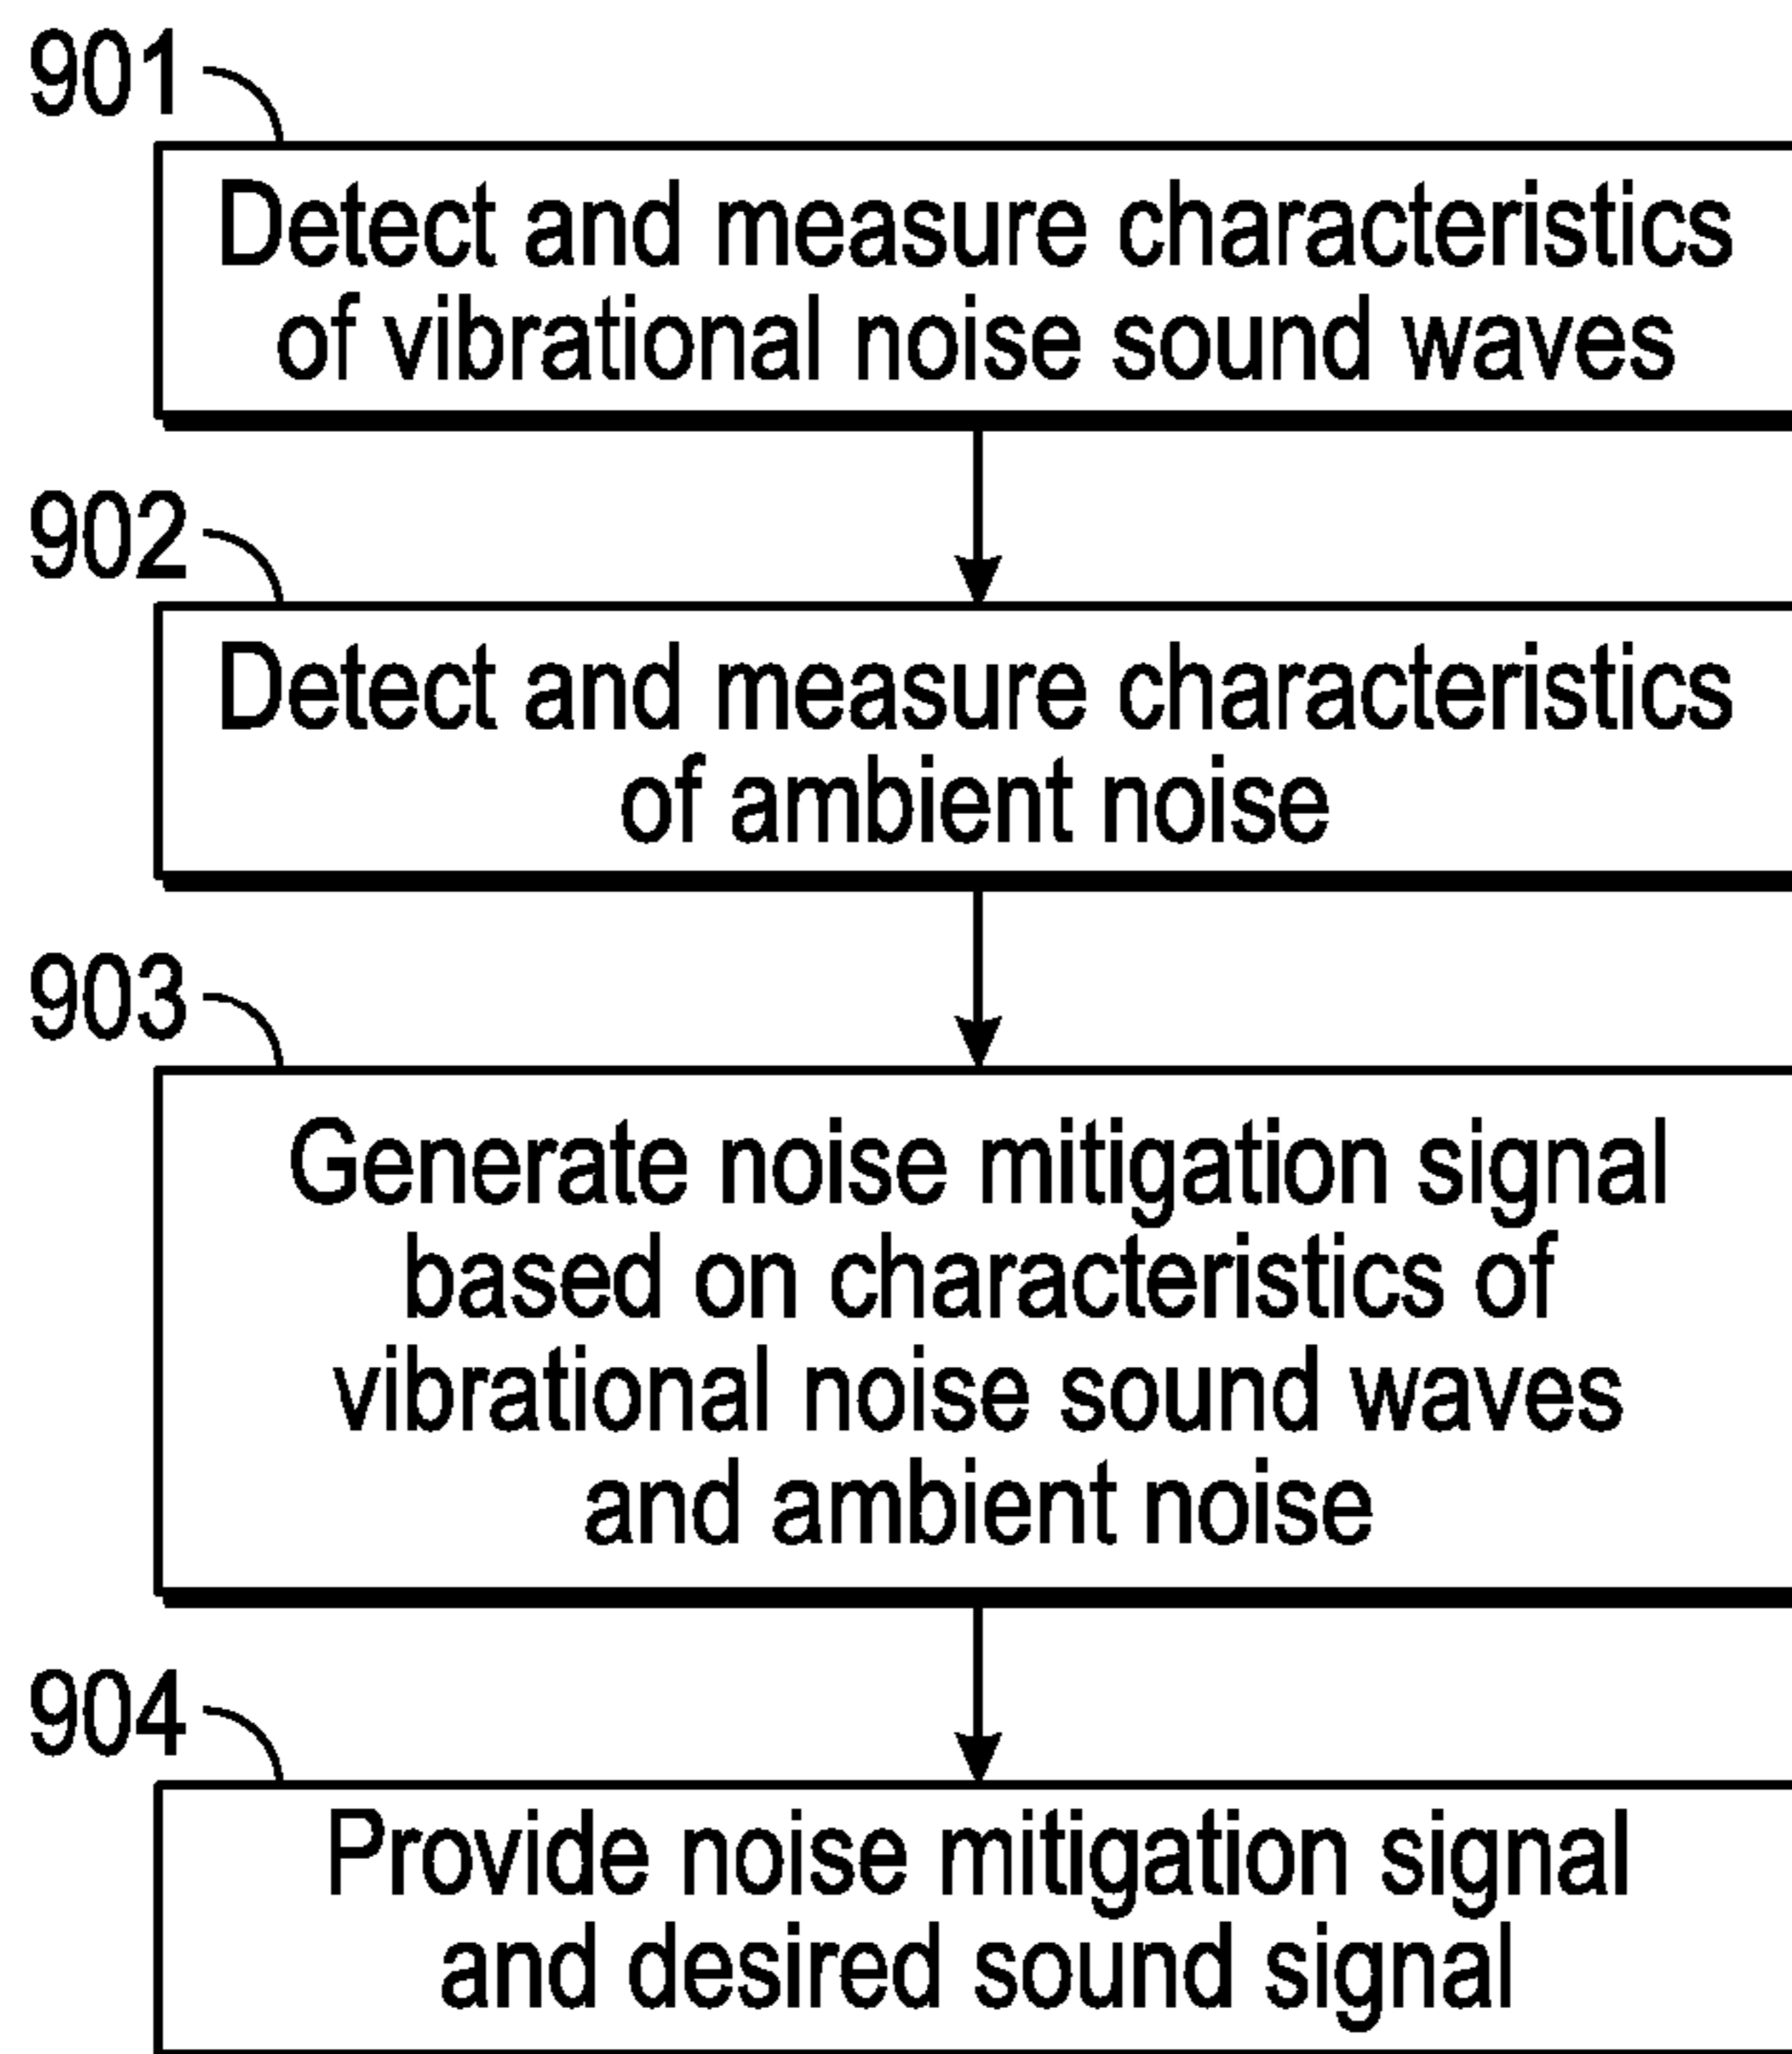 901
Detect and measure characteristics
of vibrational noise sound waves
902
Detect and measure characteristics
of ambient noise
903
Generate noise mitigation signal
based on characteristics of
vibrational noise sound waves
and ambient noise
904
Provide noise mitigation signal
and desired sound signal